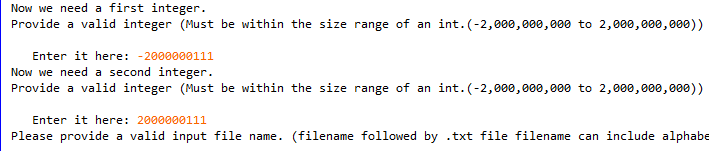 Now we need a first integer.
Provide a valid integer (Must be within the size range of an int.(-2,000,000,000 to 2,000,000,000))
Enter it here: -2000000111
Now we need a second integer.
Provide a valid integer (Must be within the size range of an int.(-2,000,000,000 to 2,000,000,000))
Enter it here: 2000000111
Please provide a valid input file name. (filename followed by .txt file filename can include alphabe